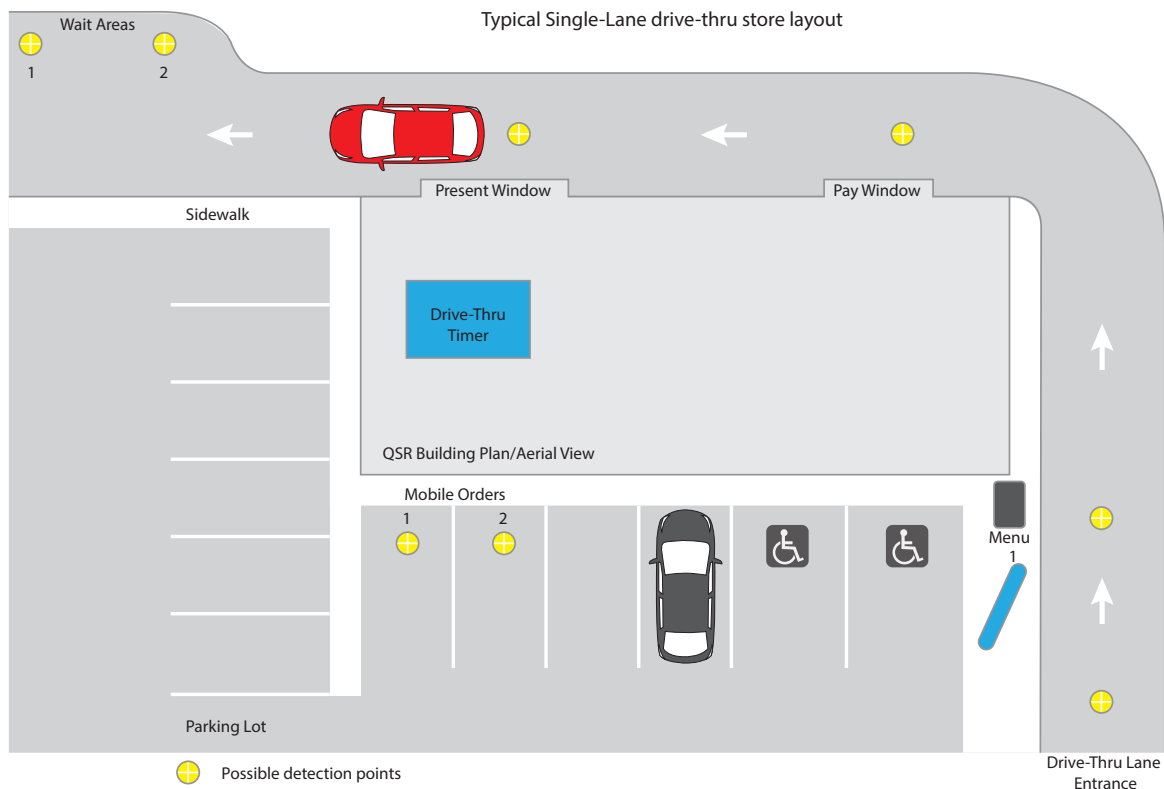 Typical Single-Lane drive-thru store layout
Wait Areas
1
2
Present Window
Pay Window
Sidewalk
Drive-Thru
Timer
QSR Building Plan/Aerial View
Mobile Orders
1
2
Menu
1
Parking Lot
Possible detection points
Drive-Thru Lane
Entrance